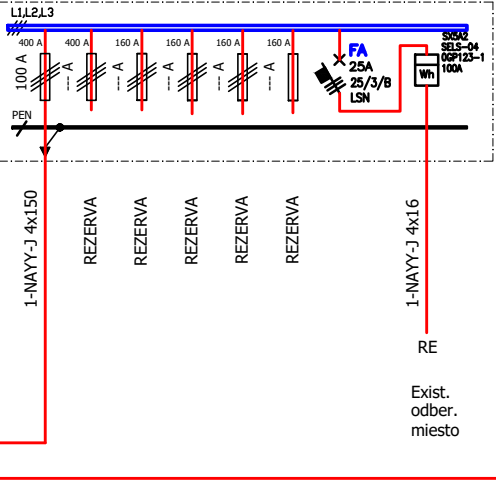 L1,L2,L3
400 A
400 A
160 A
160 A
160 A
160 A
100 A
--- A
--- A
--- A
--- A
--- A
FA
25A
25/3/B
LSN
SX5A2
SELS-04
0GP123-1
100A
Wh
PEN
1-NAYY-J 4x150
REZERVA
REZERVA
REZERVA
REZERVA
REZERVA
1-NAYY-J 4x16
RE
Exist.
odber.
miesto